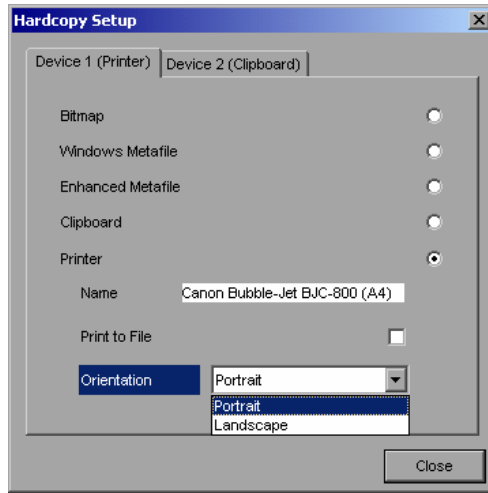 Hardcopy Setup
Device 1 (Printer) Device 2 (Clipboard)
Bitmap
Windows Metafile
Enhanced Metafile
Clipboard
Printer
Name Canon Bubble-Jet BJC-800 (A4)
Print to File
Orientation Portrait
Portrait
Landscape
Close